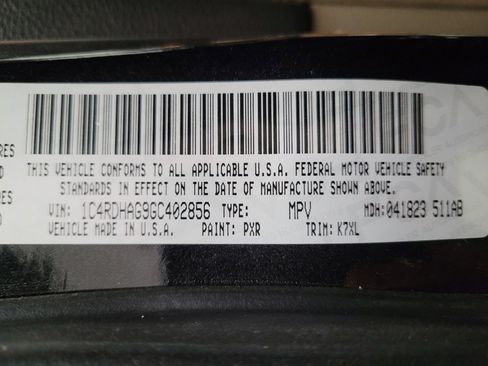 THIS VEHICLE CONFORMS TO ALL APPLICABLE U.S.A. FEDERAL MOTOR VEHICLE SAFETY
STANDARDS IN EFFECT ON THE DATE OF MANUFACTURE SHOWN ABOVE.
VIN: 1C4RDHAG9GC402856 TYPE: MPV MDH: 041823 511AB
VEHICLE MADE IN U.S.A. PAINT: PXR TRIM: K7XL